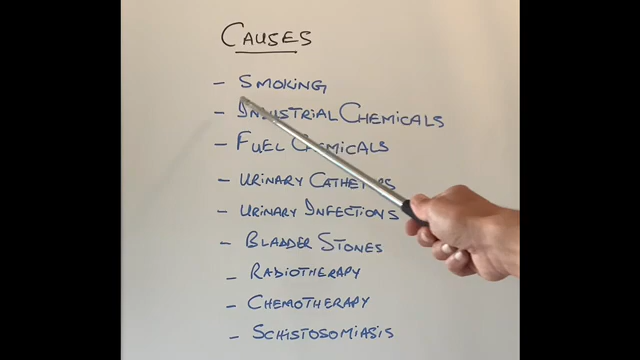 CAUSES
- SMOKING
- INDUSTRIAL CHEMICALS
- FUEL CHEMICALS
- URINARY CATHETERS
- URINARY INFECTIONS
- BLADDER STONES
- RADIOTHERAPY
- CHEMOTHERAPY
- SCHISTOSOMIASIS